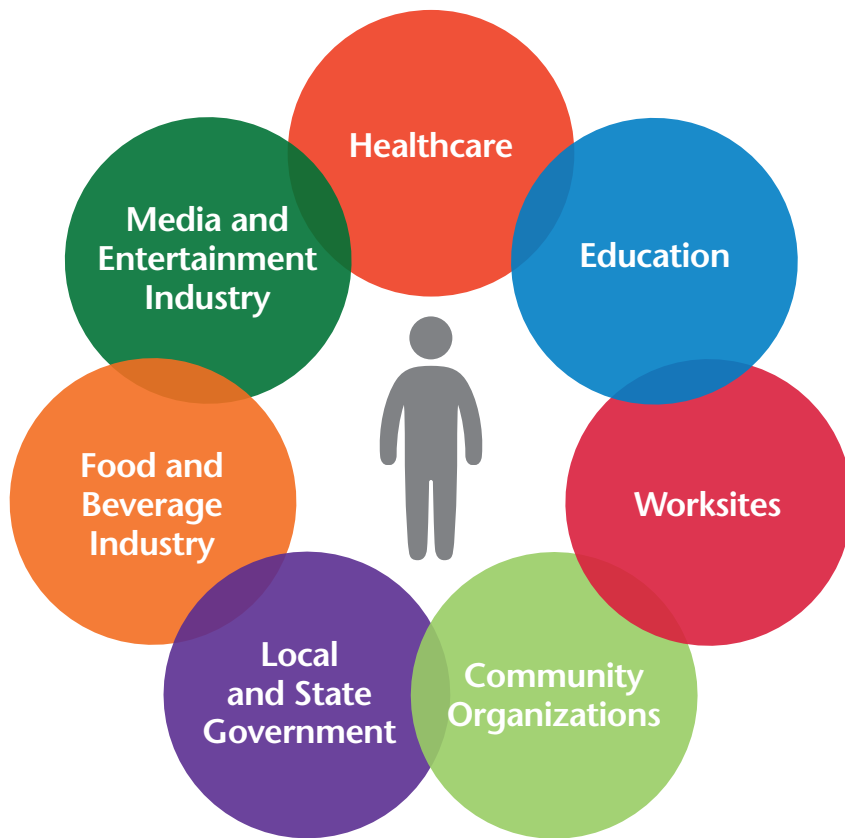 Healthcare
Education
Worksites
Community
Organizations
Local
and State
Government
Food and
Beverage
Industry
Media and
Entertainment
Industry